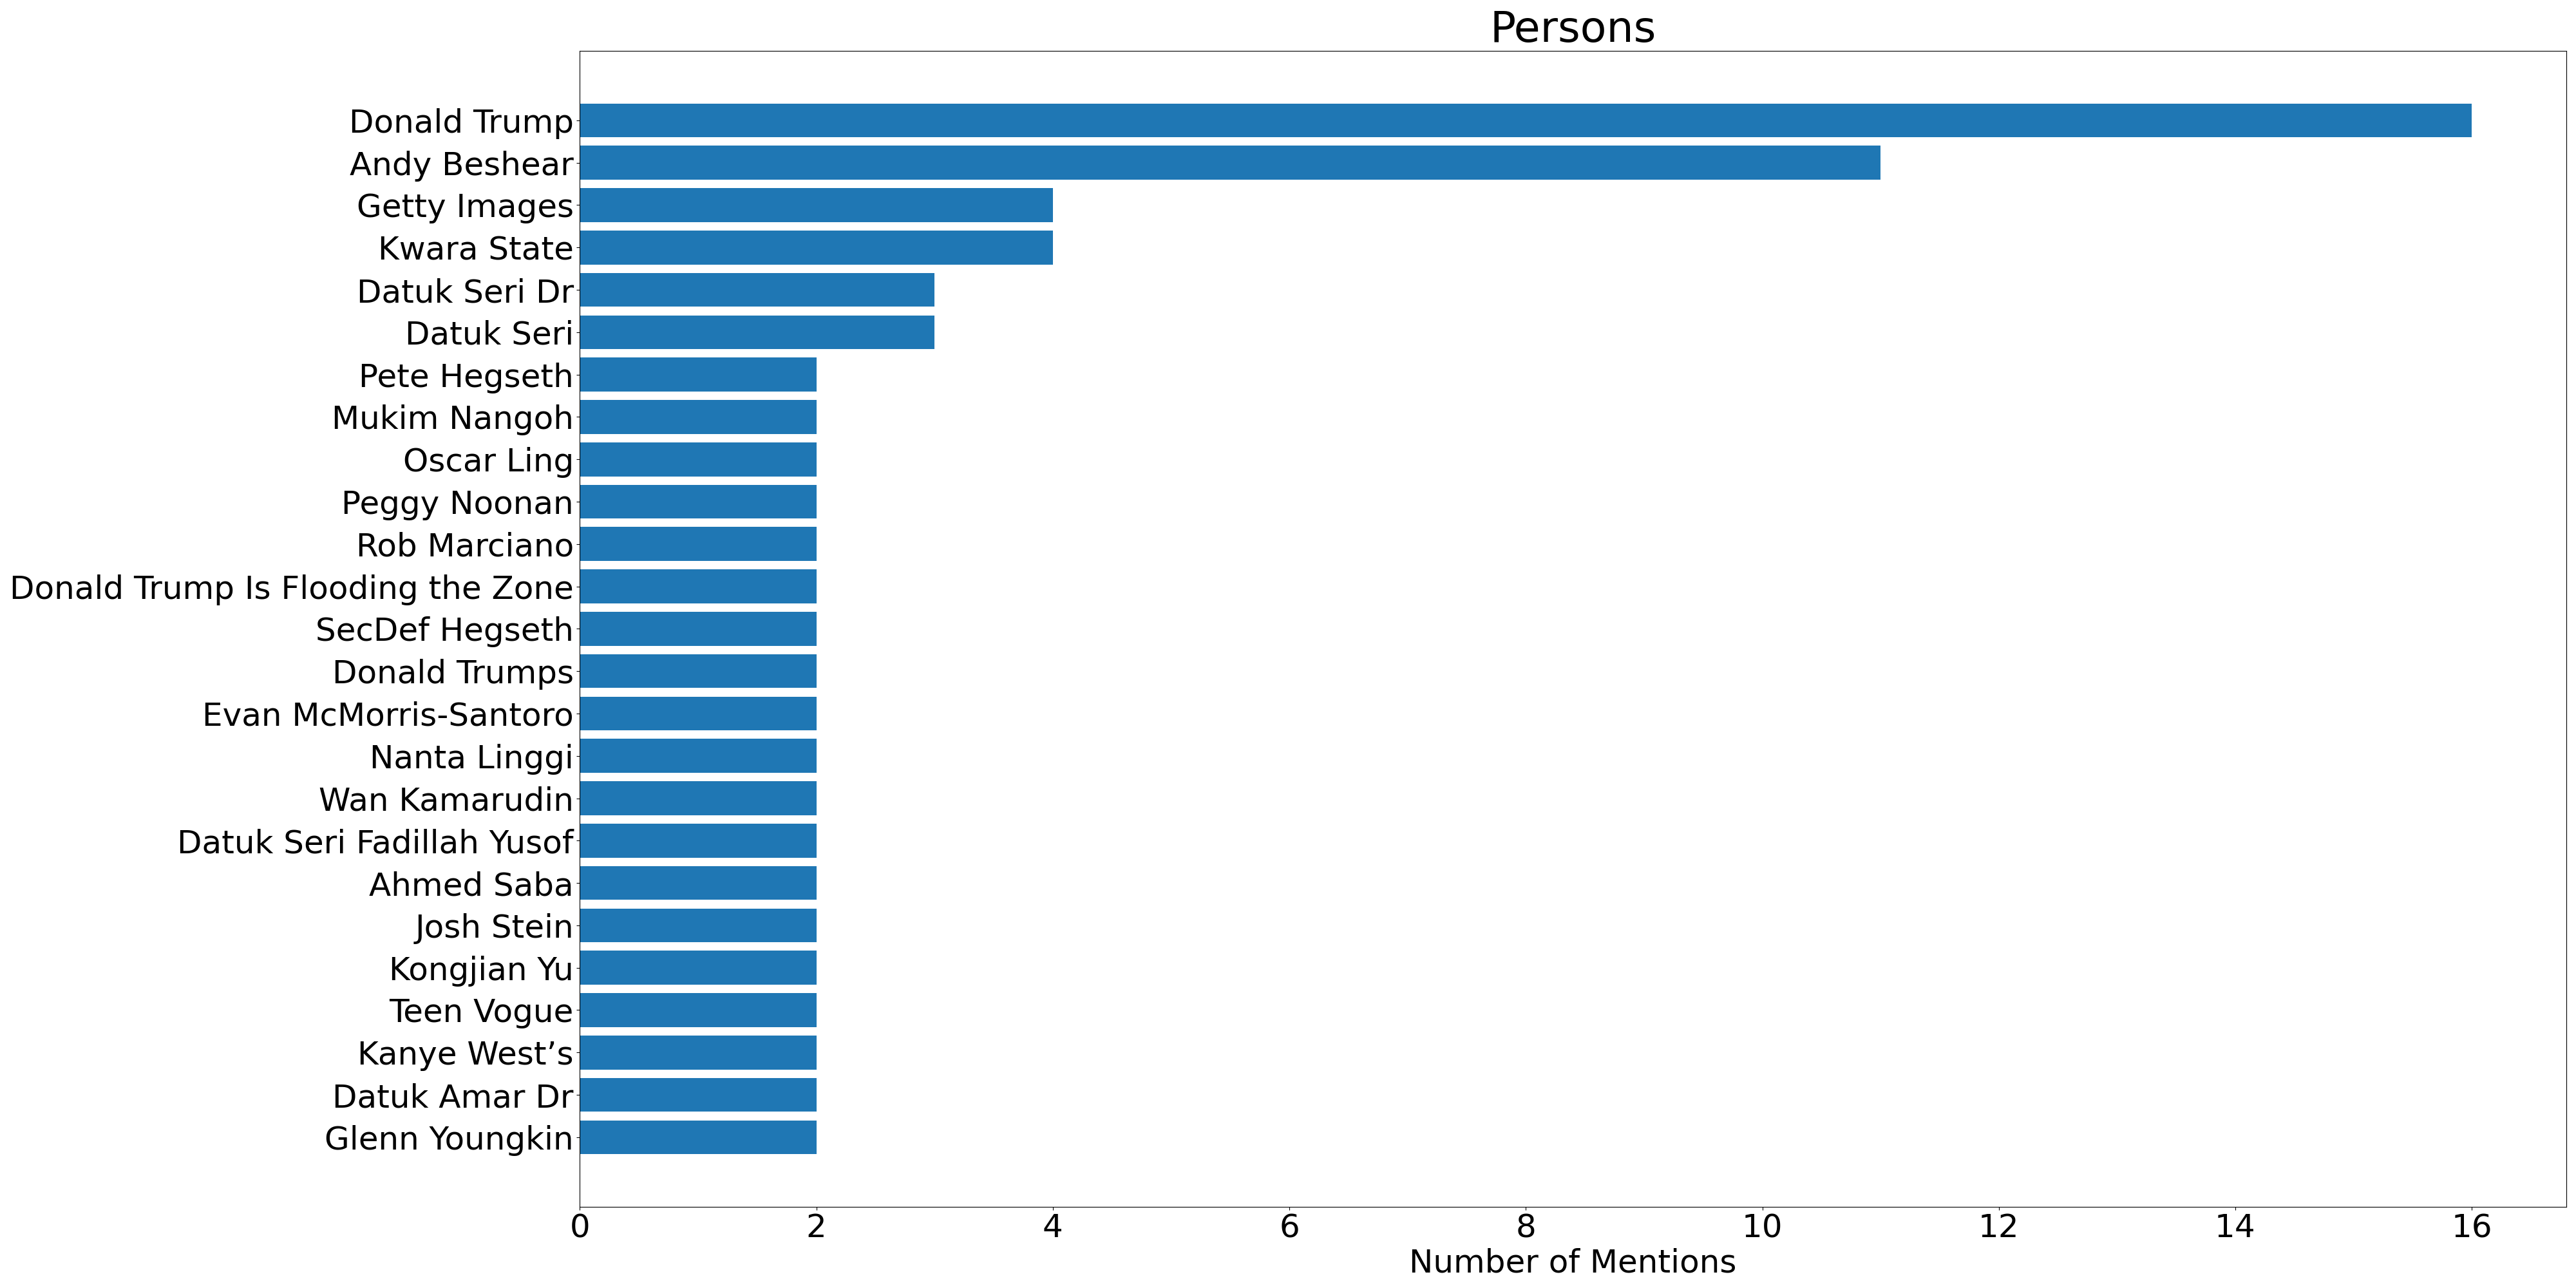 Persons
Donald Trump
Andy Beshear
Getty Images
Kwara State
Datuk Seri Dr
Datuk Seri
Pete Hegseth
Mukim Nangoh
Oscar Ling
Peggy Noonan
Rob Marciano
Donald Trump Is Flooding the Zone
SecDef Hegseth
Donald Trumps
Evan McMorris-Santoro
Nanta Linggi
Wan Kamarudin
Datuk Seri Fadillah Yusof
Ahmed Saba
Josh Stein
Kongjian Yu
Teen Vogue
Kanye West’s
Datuk Amar Dr
Glenn Youngkin
0 2 4 6 8 10 12 14 16
Number of Mentions